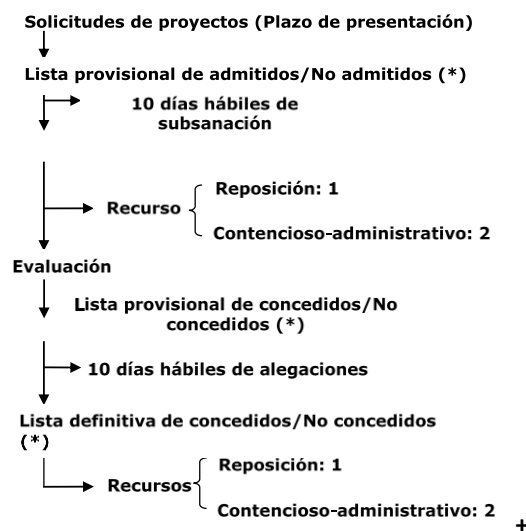 Solicitudes de proyectos (Plazo de presentación)
Lista provisional de admitidos/No admitidos (*)
10 días hábiles de
subsanación
Reposición: 1
Recurso
Contencioso-administrativo: 2
Evaluación
Lista provisional de concedidos/No
concedidos (*)
10 días hábiles de alegaciones
Lista definitiva de concedidos/No concedidos
(*)
Reposición: 1
Recursos
Contencioso-administrativo: 2
+